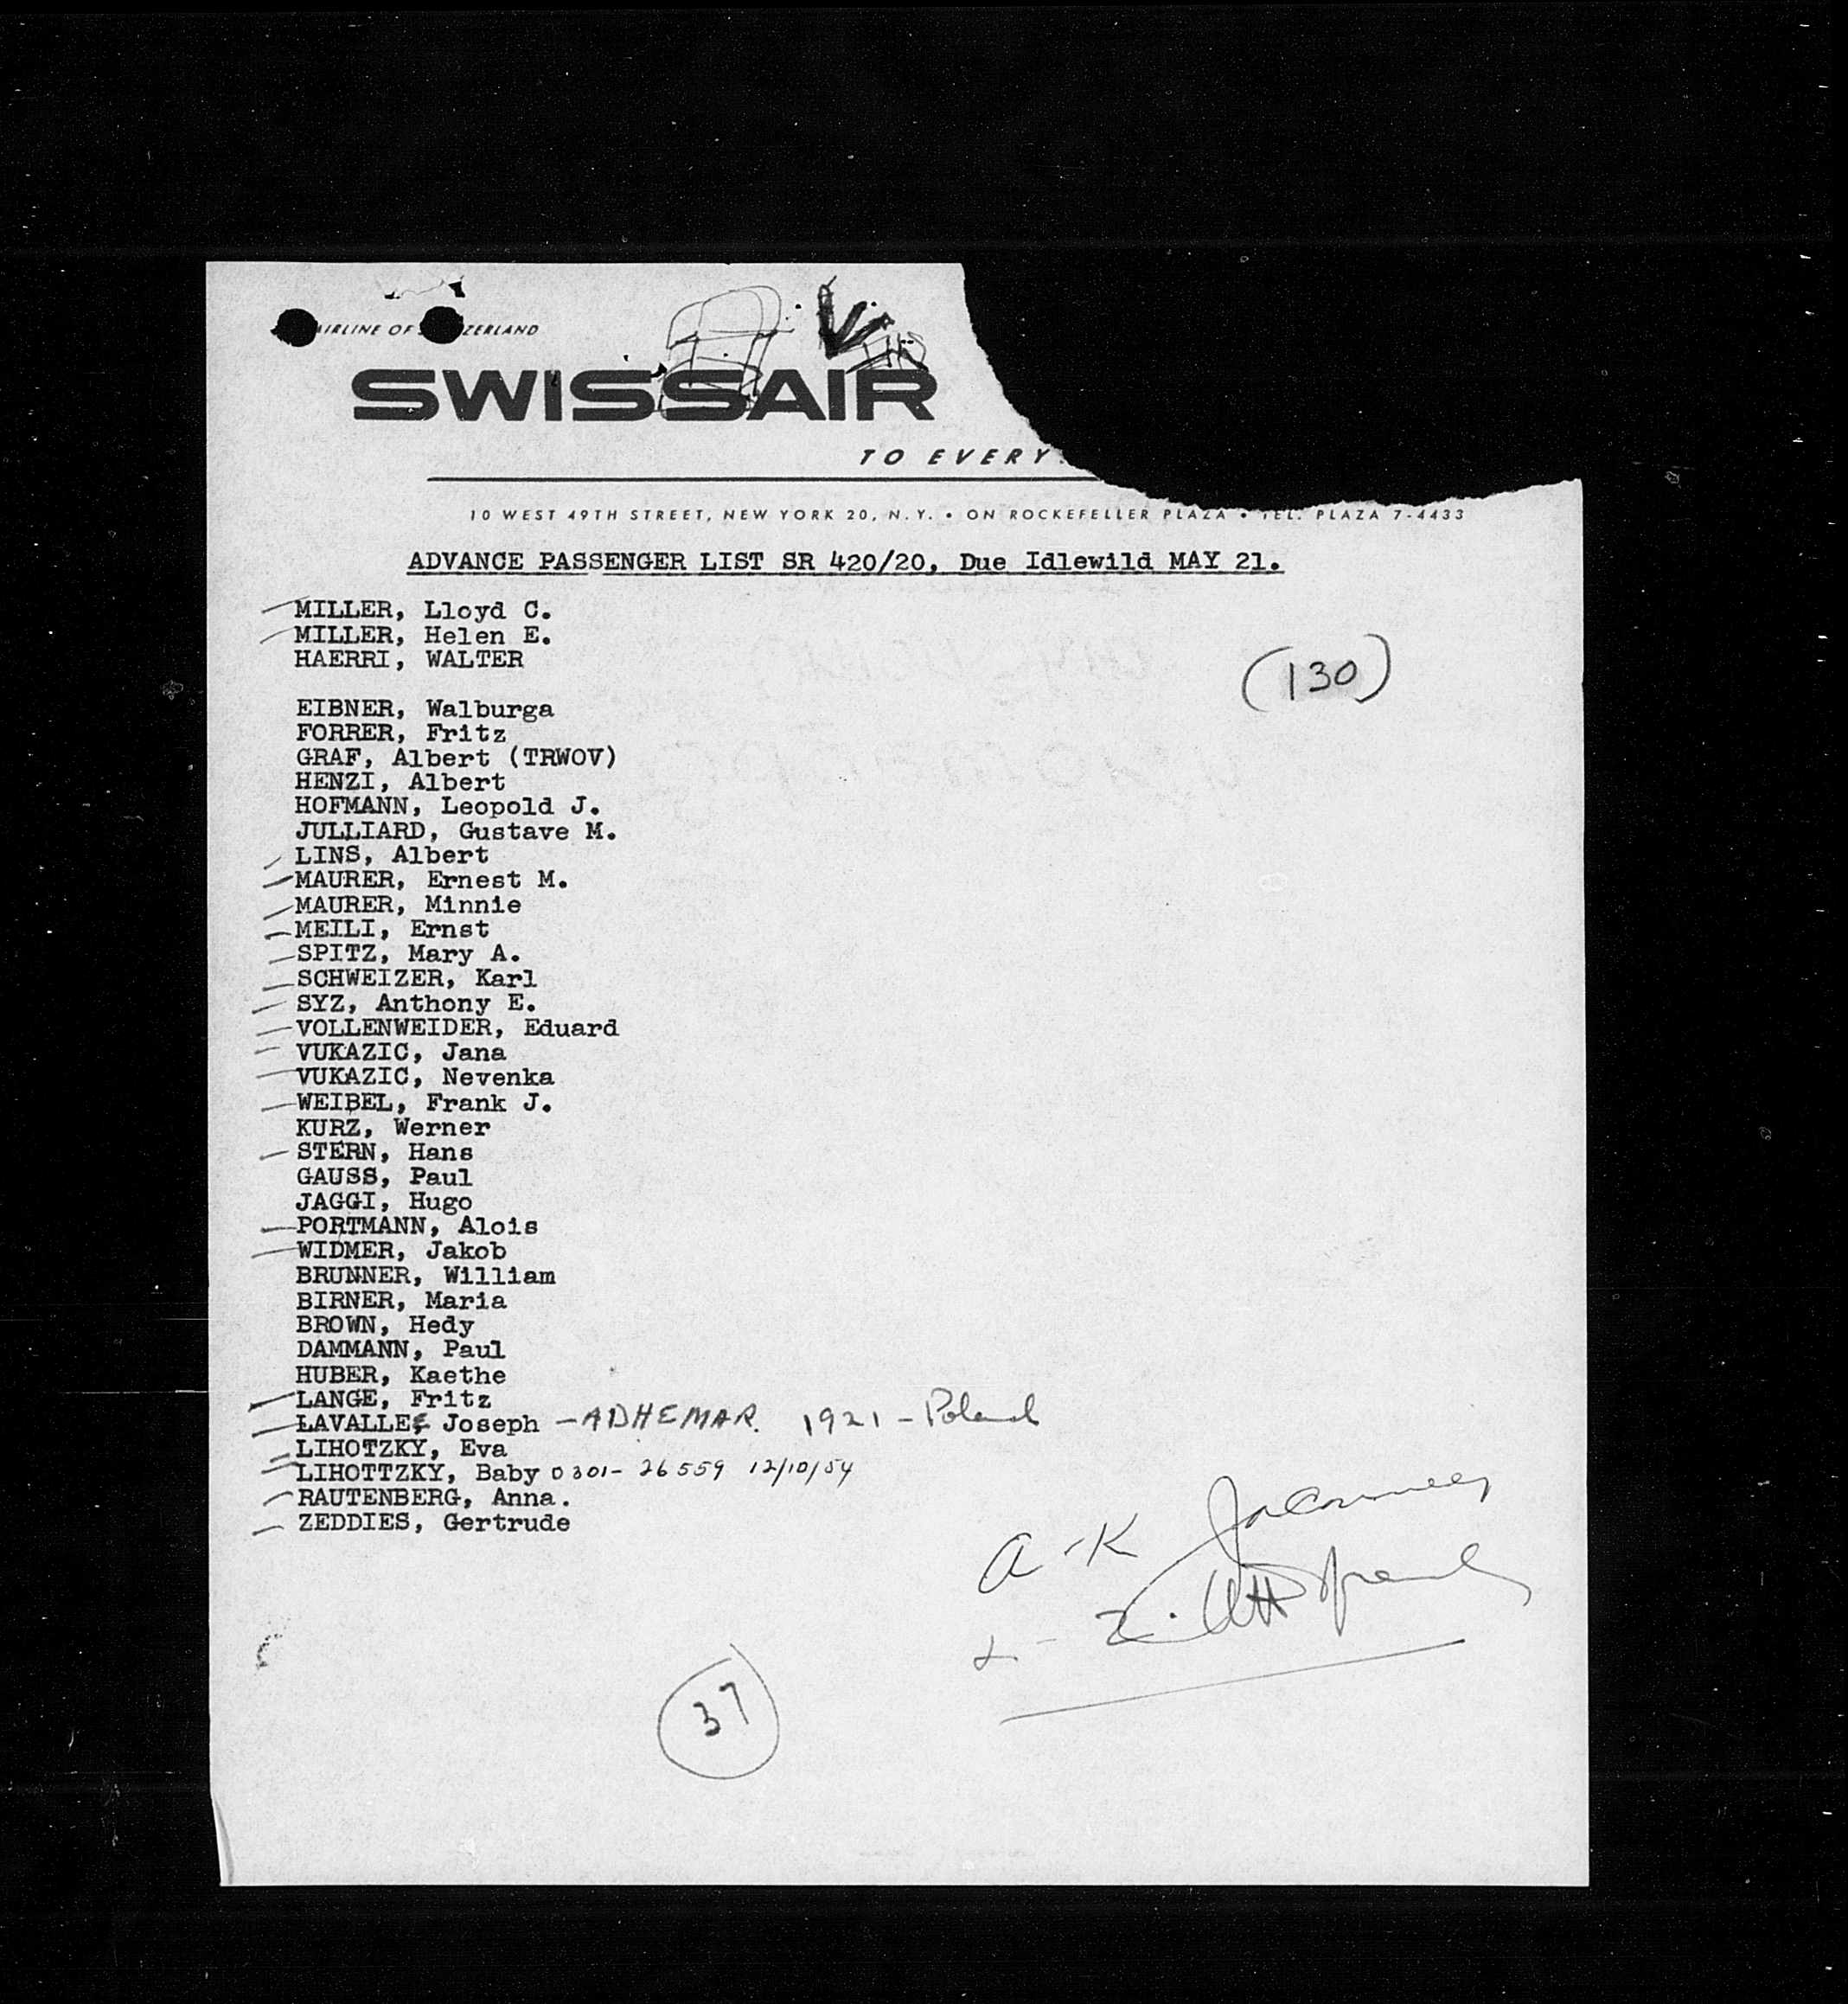 AIRLINE OF ZERLAND
SWISSAIR
TO EVERY
10 WEST 49TH STREET, NEW YORK 20, N.Y. • ON ROCKEFELLER PLAZA • TEL. PLAZA 7-4433
ADVANCE PASSENGER LIST SR 420/20, Due Idlewild MAY 21.
MILLER, Lloyd C.
MILLER, Helen E.
HAERRI, WALTER
(130)
EIBNER, Walburga
FORRER, Fritz
GRAF, Albert (TRWOV)
HENZI, Albert
HOFMANN, Leopold J.
JULLIARD, Gustave M.
LINS, Albert
MAURER, Ernest M.
MAURER, Minnie
MEILI, Ernst
SPITZ, Mary A.
SCHWEIZER, Karl
SYZ, Anthony E.
VOLLENWEIDER, Eduard
VUKAZIC, Jana
VUKAZIC, Nevenka
WEIBEL, Frank J.
KURZ, Werner
STERN, Hans
GAUSS, Paul
JAGGI, Hugo
PORTMANN, Alois
WIDMER, Jakob
BRUNNER, William
BIRNER, Maria
BROWN, Hedy
DAMMANN, Paul
HUBER, Kaethe
LANGE, Fritz
LAVALLEE Joseph - ADHEMAR. 1921 - Poland
LIHOTZKY, Eva
LIHOTTZKY, Baby 0301- 26559 12/10/54
RAUTENBERG, Anna.
ZEDDIES, Gertrude
a - K
L - Z.
37